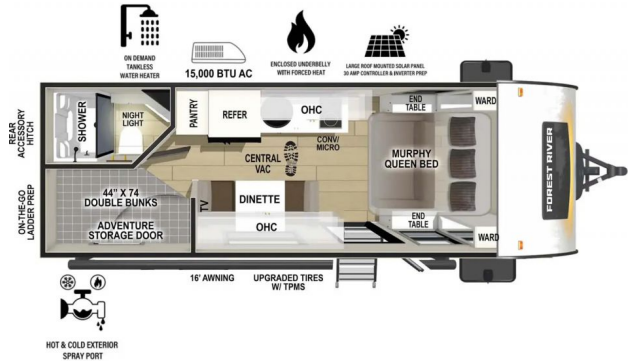 ON DEMAND
TANKLESS
WATER HEATER
15,000 BTU AC
ENCLOSED UNDERBELLY
WITH FORCED HEAT
LARGE ROOF MOUNTED SOLAR PANEL
30 AMP CONTROLLER & INVERTER PREP
REAR
ACCESSORY
HITCH
SHOWER
NIGHT
LIGHT
PANTRY
REFER
OHC
CONV/
MICRO
END
TABLE
WARD
CENTRAL
VAC
MURPHY
QUEEN BED
FOREST RIVER
ON-THE-GO
LADDER PREP
44" X 74
DOUBLE BUNKS
ADVENTURE
STORAGE DOOR
TV
DINETTE
OHC
END
TABLE
WARD
16' AWNING
UPGRADED TIRES
W/ TPMS
HOT & COLD EXTERIOR
SPRAY PORT